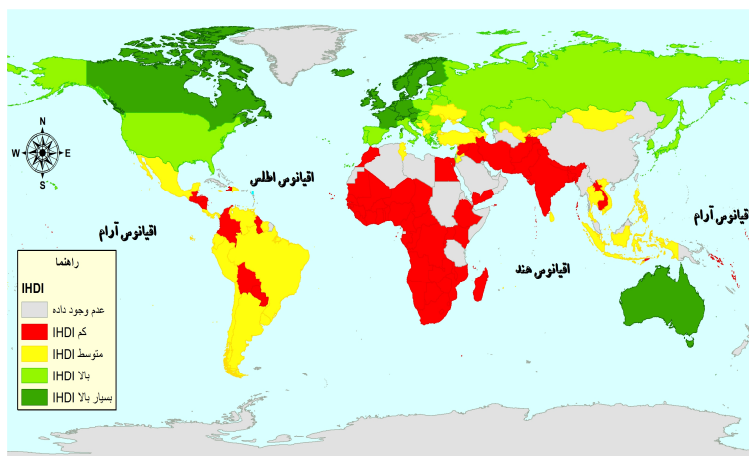 N
W E
S
اقیانوس اطلس
اقیانوس آرام
اقیانوس آرام
اقیانوس هند
راهنما
IHDI
عدم وجود داده
کم IHDI
متوسط IHDI
بالا IHDI
بسیار بالا IHDI